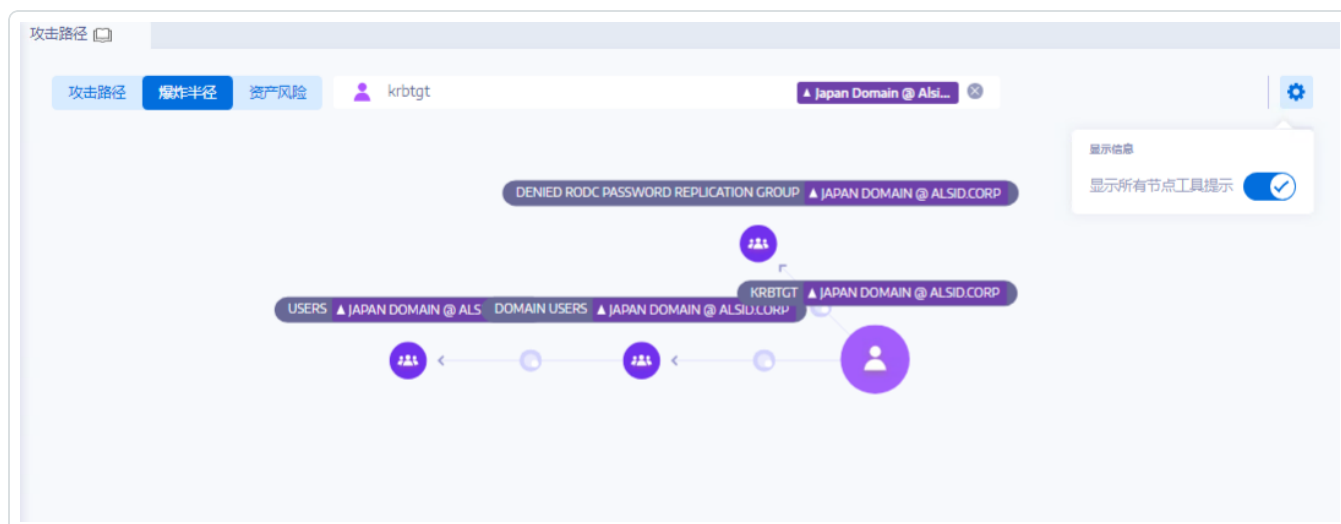 攻击路径
攻击路径 爆炸半径 资产风险 krbtgt Japan Domain @ Alsi...
显示信息
显示所有节点工具提示
DENIED RODC PASSWORD REPLICATION GROUP JAPAN DOMAIN @ ALSID.CORP
KRBTGT JAPAN DOMAIN @ ALSID.CORP
USERS JAPAN DOMAIN @ ALS DOMAIN USERS JAPAN DOMAIN @ ALSID.CORP